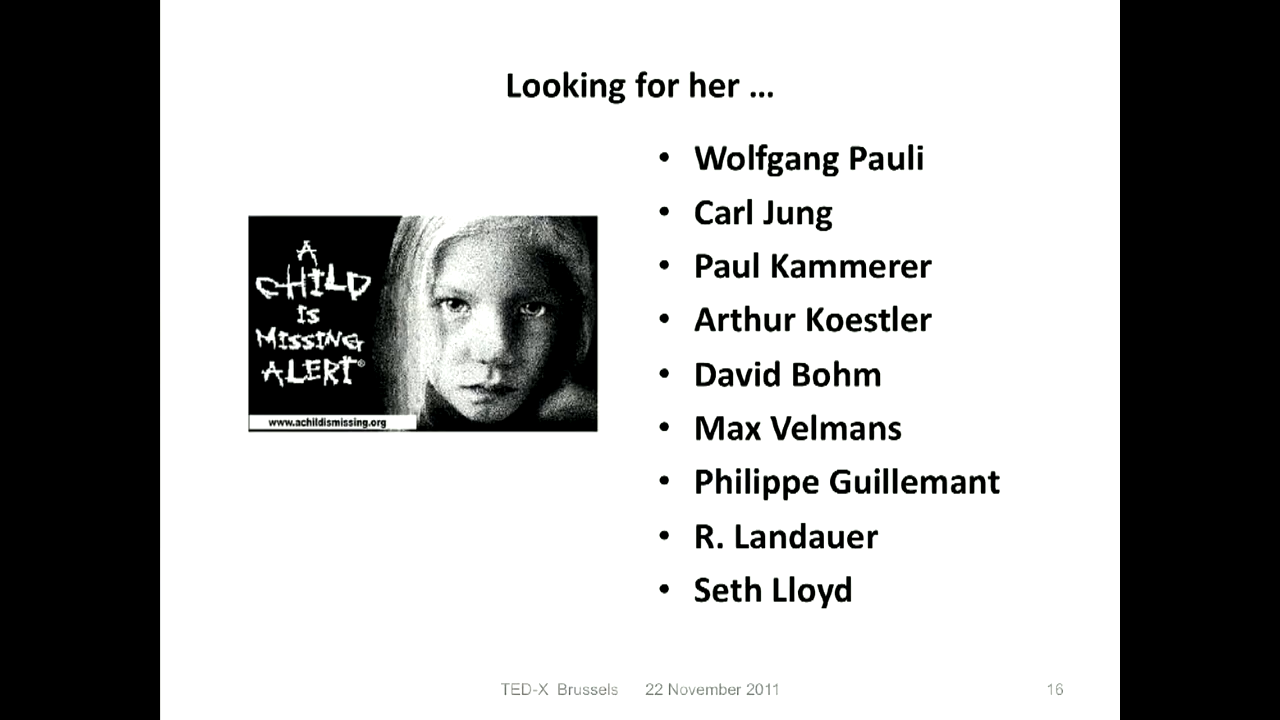 Looking for her ...
A
CHILD
IS
MISSING
ALERT®
www.achildismissing.org
• Wolfgang Pauli
• Carl Jung
• Paul Kammerer
• Arthur Koestler
• David Bohm
• Max Velmans
• Philippe Guillemant
• R. Landauer
• Seth Lloyd
TED-X Brussels 22 November 2011 16